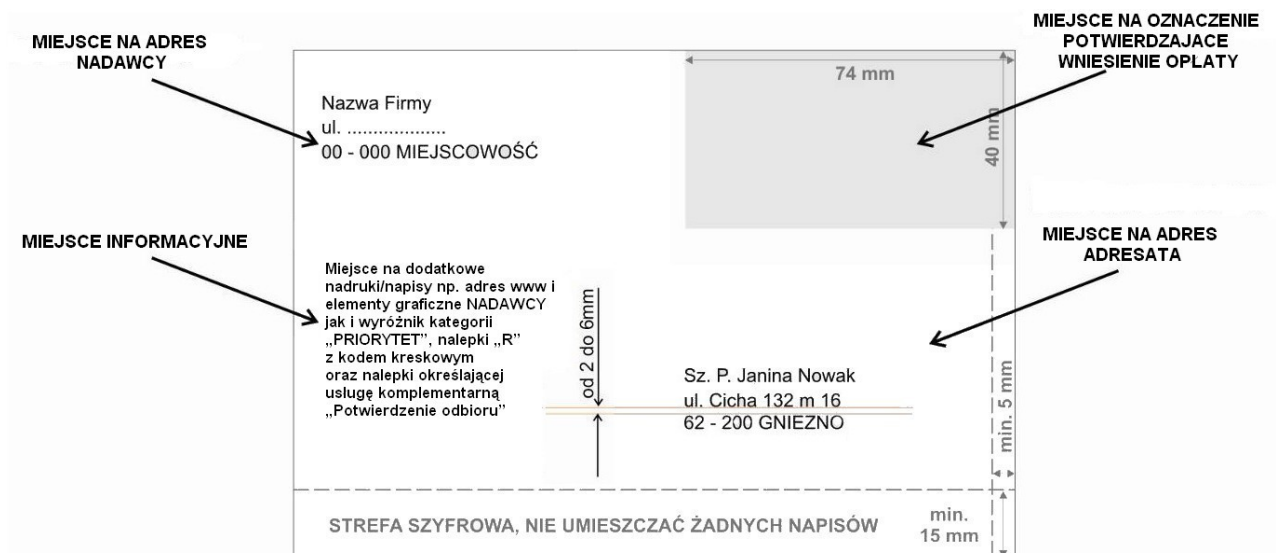 MIEJSCE NA ADRES
NADAWCY
MIEJSCE NA OZNACZENIE
POTWIERDZAJACE
WNIESIENIE OPŁATY
74 mm
40 mm
Nazwa Firmy
ul. ...................
00 - 000 MIEJSCOWOŚĆ
MIEJSCE INFORMACYJNE
MIEJSCE NA ADRES
ADRESATA
Miejsce na dodatkowe
nadruki/napisy np. adres www i
elementy graficzne NADAWCY
jak i wyróżnik kategorii
„PRIORYTET”, nalepki „R”
z kodem kreskowym
oraz nalepki określającej
usługę komplementarną
„Potwierdzenie odbioru”
od 2 do 6mm
Sz. P. Janina Nowak
ul. Cicha 132 m 16
62 - 200 GNIEZNO
min. 5 mm
STREFA SZYFROWA, NIE UMIESZCZAĆ ŻADNYCH NAPISÓW
min.
15 mm